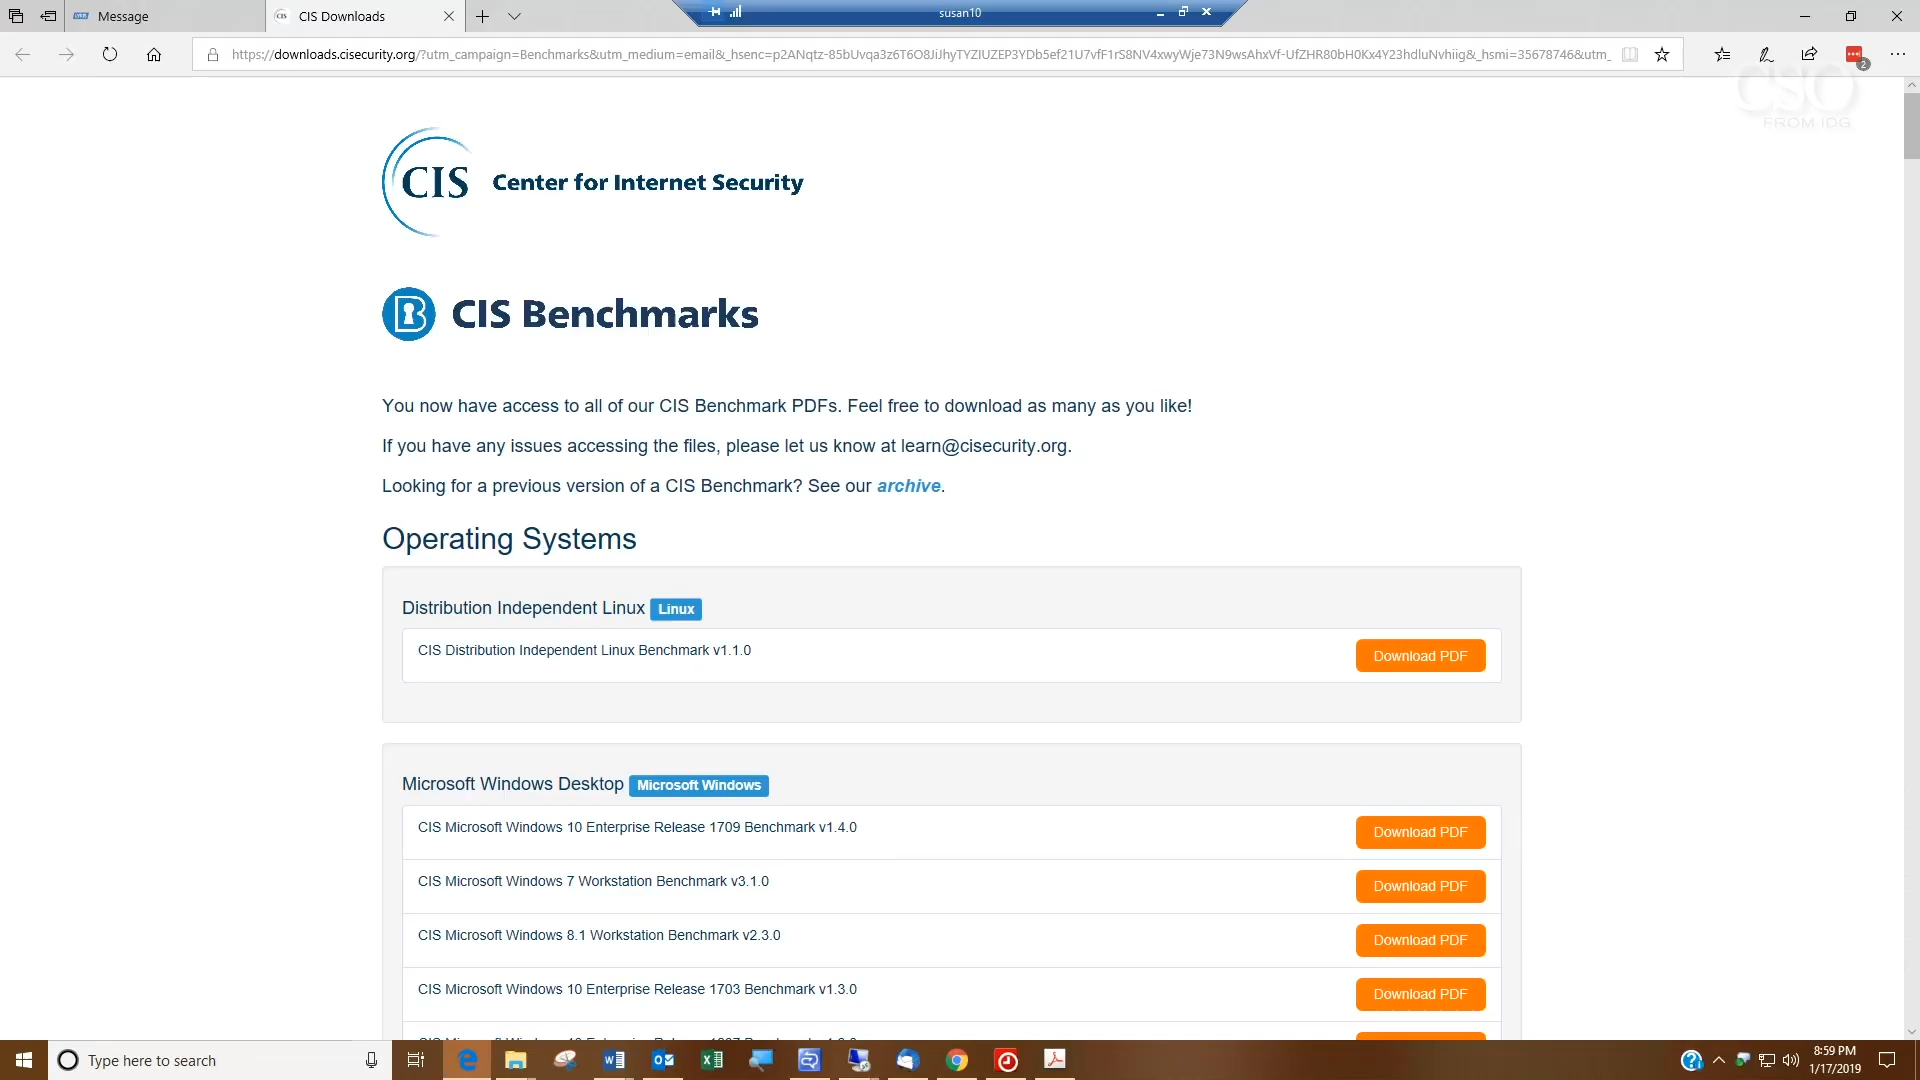 Message
CIS Downloads
susan10
https://downloads.cisecurity.org/?utm_campaign=Benchmarks&utm_medium=email&_hsenc=p2ANqtz-85bUvqa3z6T6O8JiJhyTYZIUZEP3YDb5ef21U7vfF1rS8NV4xwyWje73N9wsAhxVf-UfZHR80bH0Kx4Y23hdluNvhiig&_hsmi=35678746&utm_
2
CSO
FROM IDG
CIS Center for Internet Security
CIS Benchmarks
You now have access to all of our CIS Benchmark PDFs. Feel free to download as many as you like!
If you have any issues accessing the files, please let us know at learn@cisecurity.org.
Looking for a previous version of a CIS Benchmark? See our archive.
Operating Systems
Distribution Independent Linux Linux
CIS Distribution Independent Linux Benchmark v1.1.0 Download PDF
Microsoft Windows Desktop Microsoft Windows
CIS Microsoft Windows 10 Enterprise Release 1709 Benchmark v1.4.0 Download PDF
CIS Microsoft Windows 7 Workstation Benchmark v3.1.0 Download PDF
CIS Microsoft Windows 8.1 Workstation Benchmark v2.3.0 Download PDF
CIS Microsoft Windows 10 Enterprise Release 1703 Benchmark v1.3.0 Download PDF
Type here to search
8:59 PM
1/17/2019